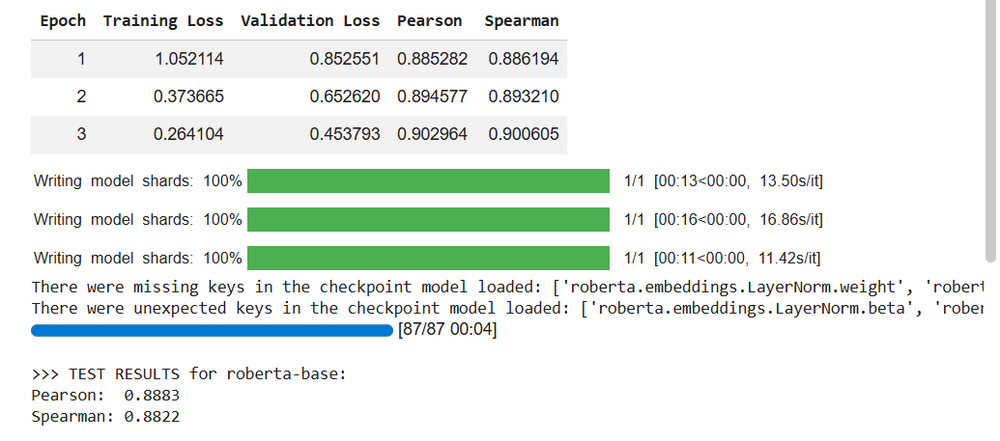 Epoch Training Loss Validation Loss Pearson Spearman
1 1.052114 0.852551 0.885282 0.886194
2 0.373665 0.652620 0.894577 0.893210
3 0.264104 0.453793 0.902964 0.900605
Writing model shards: 100% 1/1 [00:13<00:00, 13.50s/it]
Writing model shards: 100% 1/1 [00:16<00:00, 16.86s/it]
Writing model shards: 100% 1/1 [00:11<00:00, 11.42s/it]
There were missing keys in the checkpoint model loaded: ['roberta.embeddings.LayerNorm.weight', 'robert
There were unexpected keys in the checkpoint model loaded: ['roberta.embeddings.LayerNorm.beta', 'rober
[87/87 00:04]
>>> TEST RESULTS for roberta-base:
Pearson: 0.8883
Spearman: 0.8822